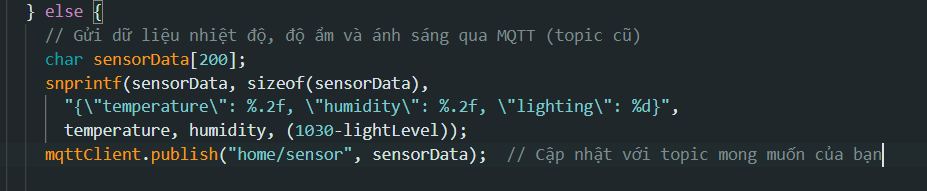 } else {
// Gửi dữ liệu nhiệt độ, độ ẩm và ánh sáng qua MQTT (topic cũ)
char sensorData[200];
snprintf(sensorData, sizeof(sensorData),
"{\"temperature\": %.2f, \"humidity\": %.2f, \"lighting\": %d}",
temperature, humidity, (1030-lightLevel));
mqttClient.publish("home/sensor", sensorData);  // Cập nhật với topic mong muốn của bạn